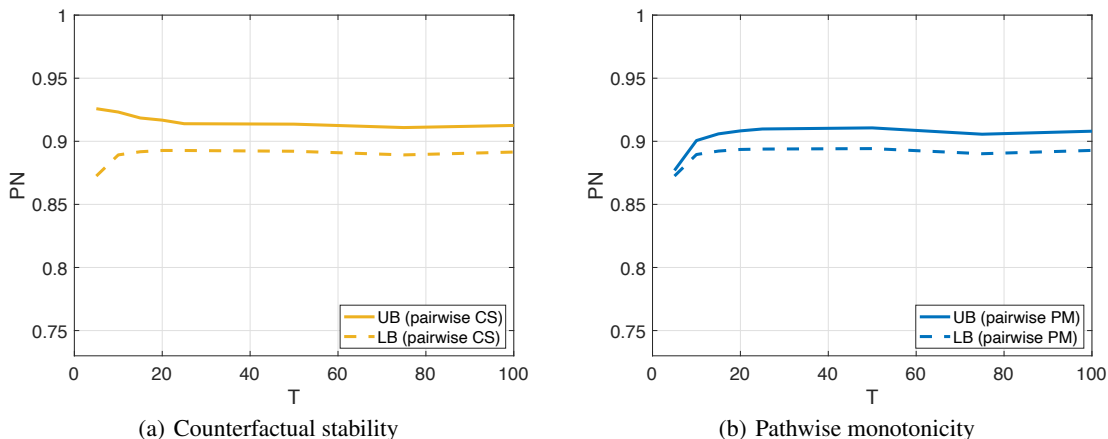 1
0.95
0.9
0.85
0.8
0.75
PN
0 20 40 60 80 100
T
UB (pairwise CS)
LB (pairwise CS)
(a) Counterfactual stability
1
0.95
0.9
0.85
0.8
0.75
PN
0 20 40 60 80 100
T
UB (pairwise PM)
LB (pairwise PM)
(b) Pathwise monotonicity